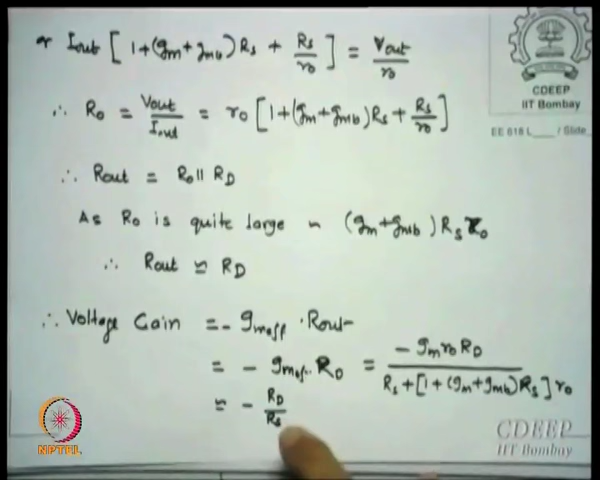 or Iout [ 1+(gm+gmb)Rs + Rs/ro ] = Vout/ro
∴ Ro = Vout/Iout = ro [ 1+(gm+gmb)Rs + Rs/ro ]
∴ Rout = Ro || RD
As Ro is quite large ~ (gm+gmb)Rs ro
∴ Rout ≃ RD
∴ Voltage Gain = - gmeff · Rout
= - gmeff · RD = - gm ro RD / Rs + [1 + (gm+gmb)Rs] ro
≃ - RD/Rs
CDEEP
IIT Bombay
EE 618 L____ / Slide
NPTEL
CDEEP
IIT Bombay